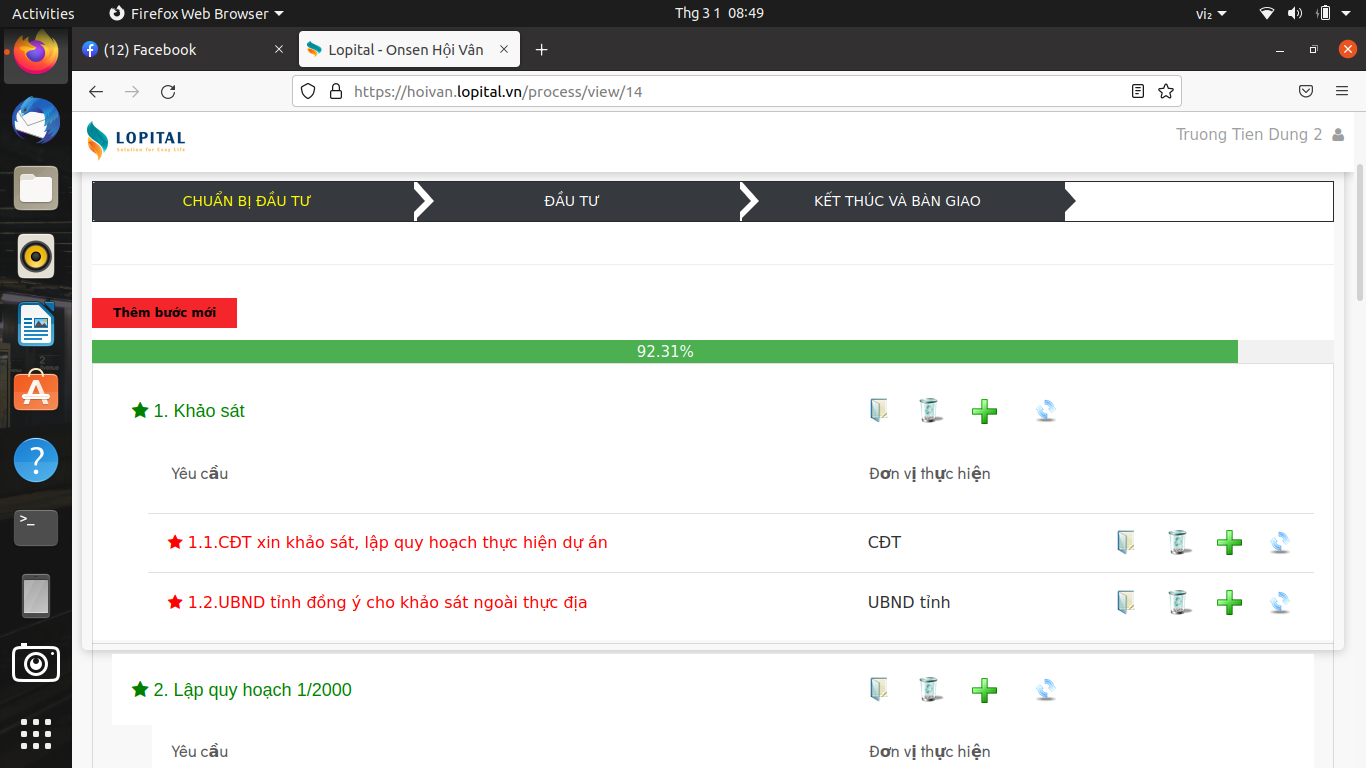 Activities Firefox Web Browser Thg 3 1 08:49 vi₂
(12) Facebook Lopital - Onsen Hội Vân
https://hoivan.lopital.vn/process/view/14
LOPITAL
Solution for Easy Life
Truong Tien Dung 2
CHUẨN BỊ ĐẦU TƯ ĐẦU TƯ KẾT THÚC VÀ BÀN GIAO
Thêm bước mới
92.31%
1. Khảo sát
Yêu cầu Đơn vị thực hiện
1.1.CĐT xin khảo sát, lập quy hoạch thực hiện dự án CĐT
1.2.UBND tỉnh đồng ý cho khảo sát ngoài thực địa UBND tỉnh
2. Lập quy hoạch 1/2000
Yêu cầu Đơn vị thực hiện